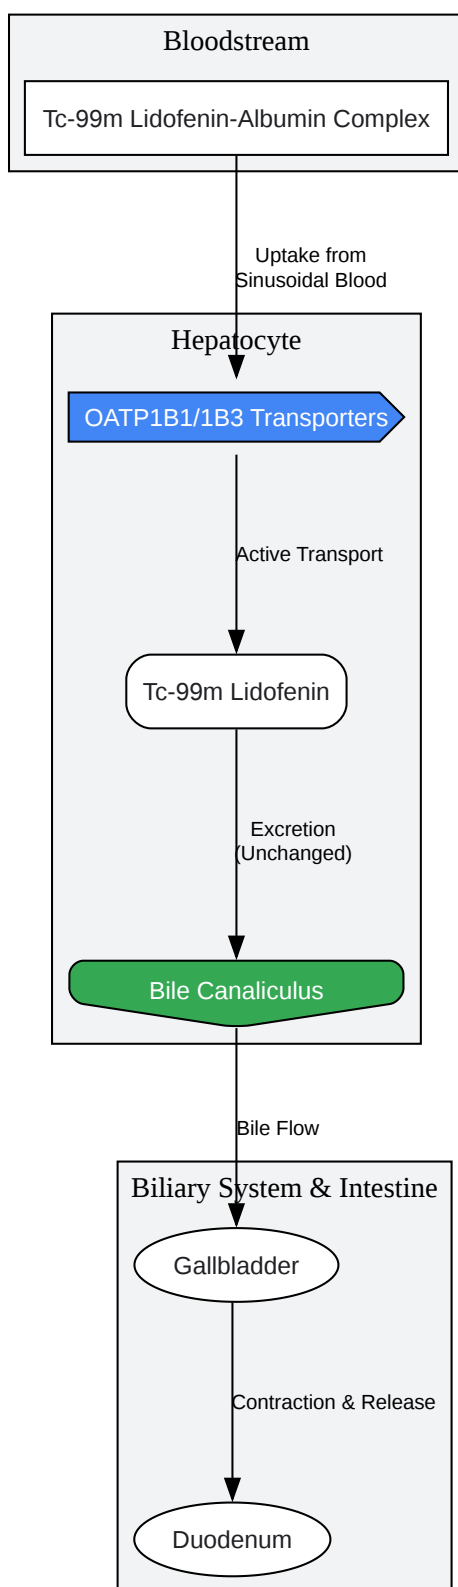 Bloodstream
Tc-99m Lidofenin-Albumin Complex
Uptake from
Sinusoidal Blood
Hepatocyte
OATP1B1/1B3 Transporters
Active Transport
Tc-99m Lidofenin
Excretion
(Unchanged)
Bile Canaliculus
Bile Flow
Biliary System & Intestine
Gallbladder
Contraction & Release
Duodenum